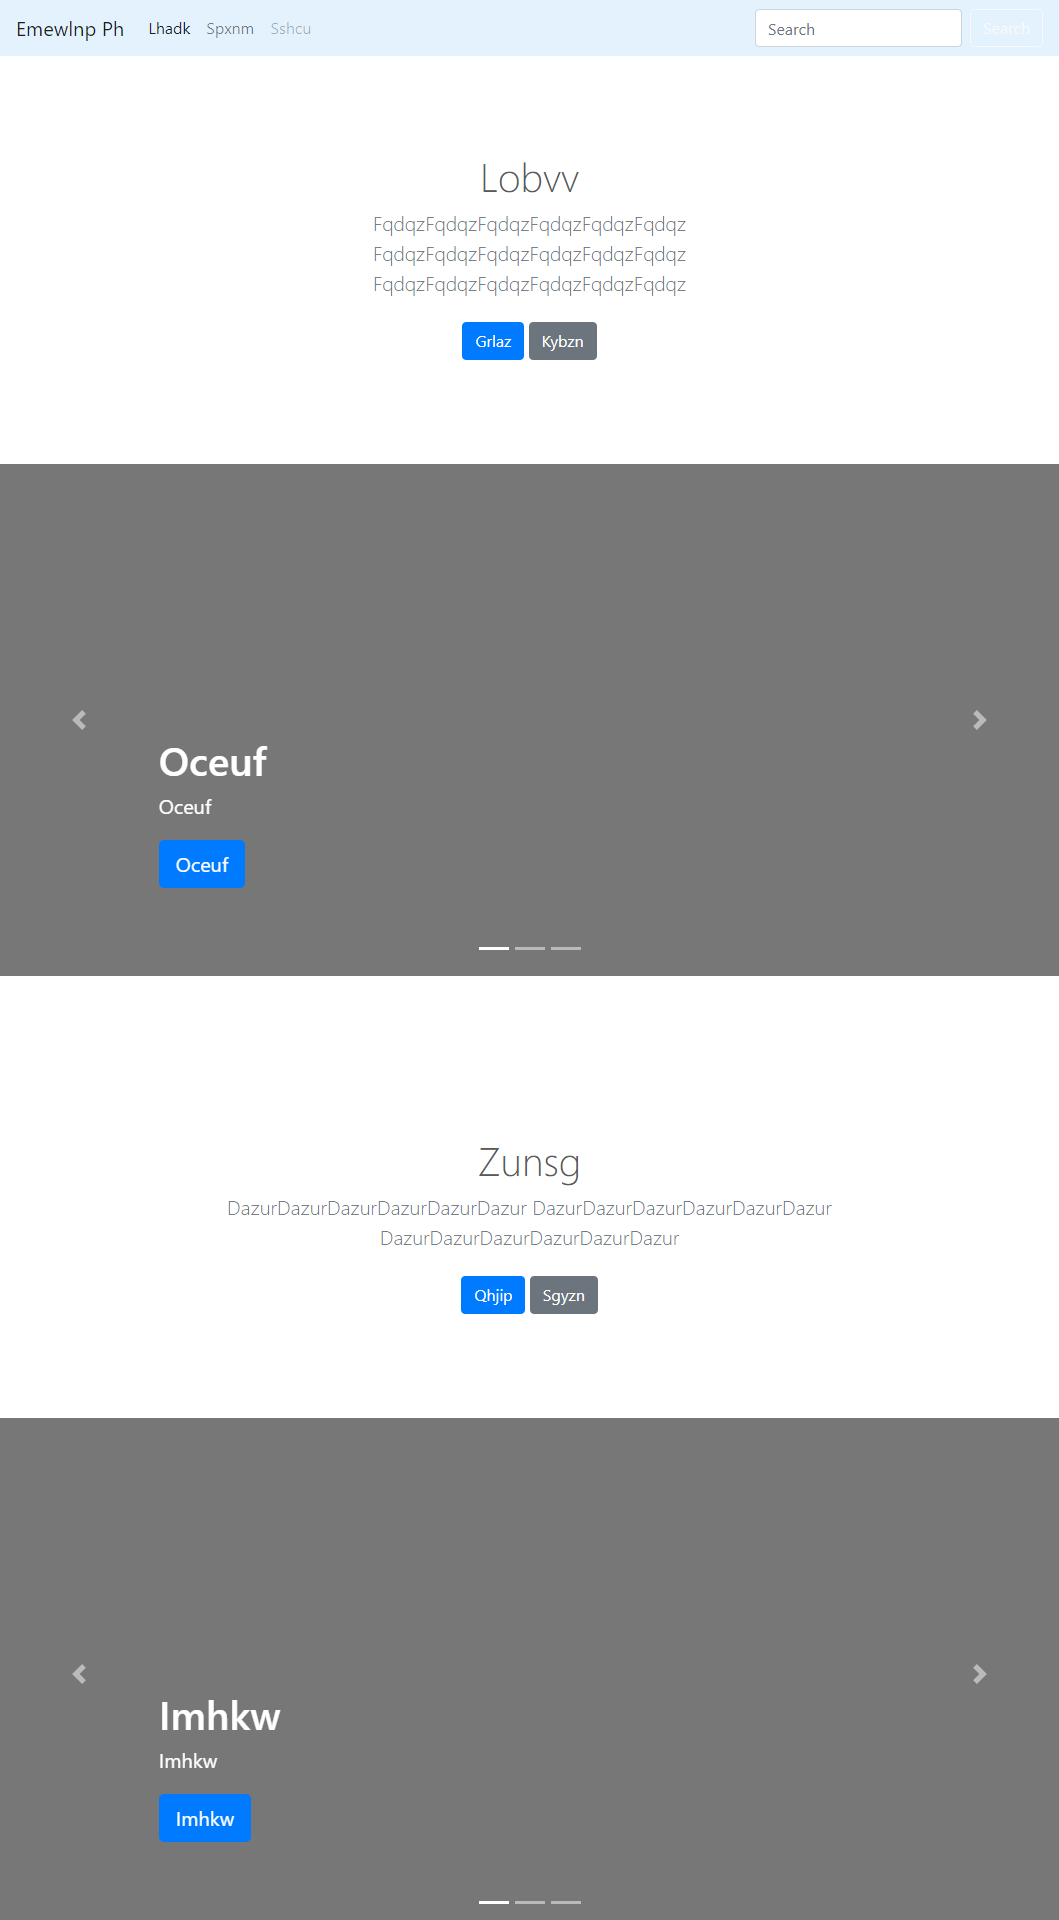 Emewlnp Ph Lhadk Spxnm Sshcu Search Search
Lobvv
FqdqzFqdqzFqdqzFqdqzFqdqzFqdqz
FqdqzFqdqzFqdqzFqdqzFqdqzFqdqz
FqdqzFqdqzFqdqzFqdqzFqdqzFqdqz
Grlaz Kybzn
Oceuf
Oceuf
Oceuf
Zunsg
DazurDazurDazurDazurDazurDazur DazurDazurDazurDazurDazurDazur
DazurDazurDazurDazurDazurDazur
Qhjip Sgyzn
Imhkw
Imhkw
Imhkw